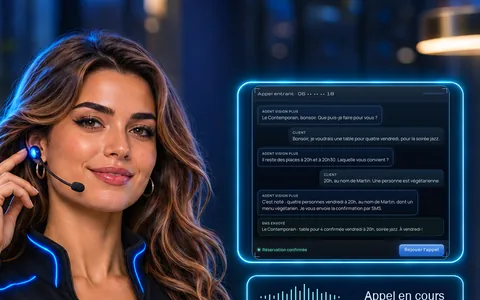 Appel entrant · 06 •• •• •• 18
AGENT VISION PLUS
Le Contemporain, bonsoir. Que puis-je faire pour vous ?
CLIENT
Bonsoir, je voudrais une table pour quatre vendredi, pour la soirée jazz.
AGENT VISION PLUS
Il reste des places à 20h et à 20h30. Laquelle vous convient ?
CLIENT
20h, au nom de Martin. Une personne est végétarienne.
AGENT VISION PLUS
C'est noté : quatre personnes vendredi à 20h, au nom de Martin, dont un
menu végétarien. Je vous envoie la confirmation par SMS.
SMS ENVOYÉ
Le Contemporain : table pour 4 confirmée vendredi à 20h, soirée jazz. À vendredi !
Réservation confirmée
Rejouer l'appel
Appel en cours